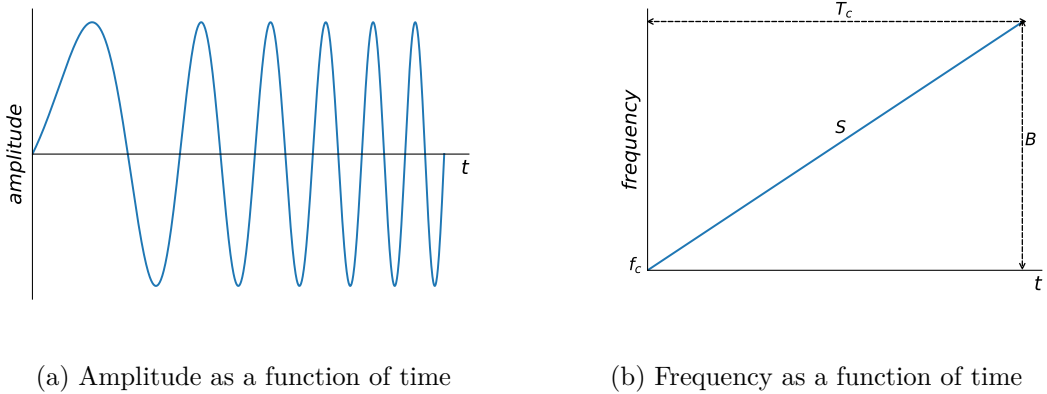 amplitude
t
(a) Amplitude as a function of time
T_c
frequency
S
B
f_c
t
(b) Frequency as a function of time